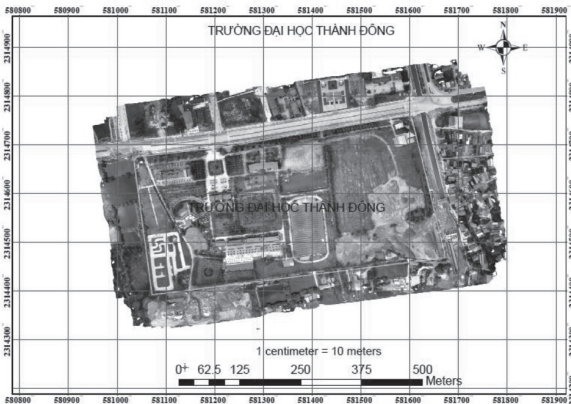 580800 580900 581000 581100 581200 581300 581400 581500 581600 581700 581800 581900
TRƯỜNG ĐẠI HỌC THÀNH ĐÔNG
N
W E
S
2314900
2314800
2314700
2314600
2314500
2314400
2314300
TRƯỜNG ĐẠI HỌC THÀNH ĐÔNG
1 centimeter = 10 meters
0 62.5 125 250 375 500
Meters
580800 580900 581000 581100 581200 581300 581400 581500 581600 581700 581800 581900